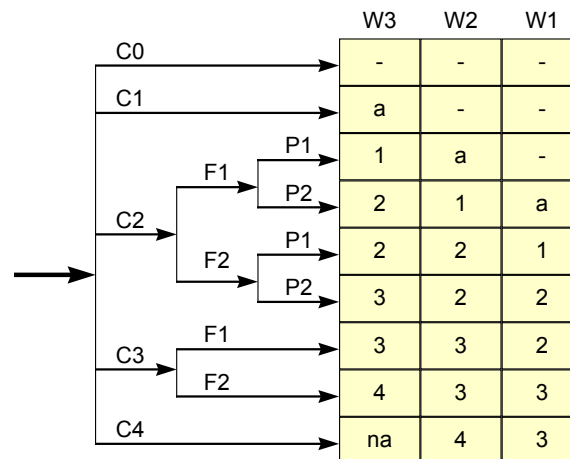 W3 W2 W1
C0 - - -
C1 a - -
P1 1 a -
F1
P2 2 1 a
C2
P1 2 2 1
F2
P2 3 2 2
F1 3 3 2
C3
F2 4 3 3
C4 na 4 3